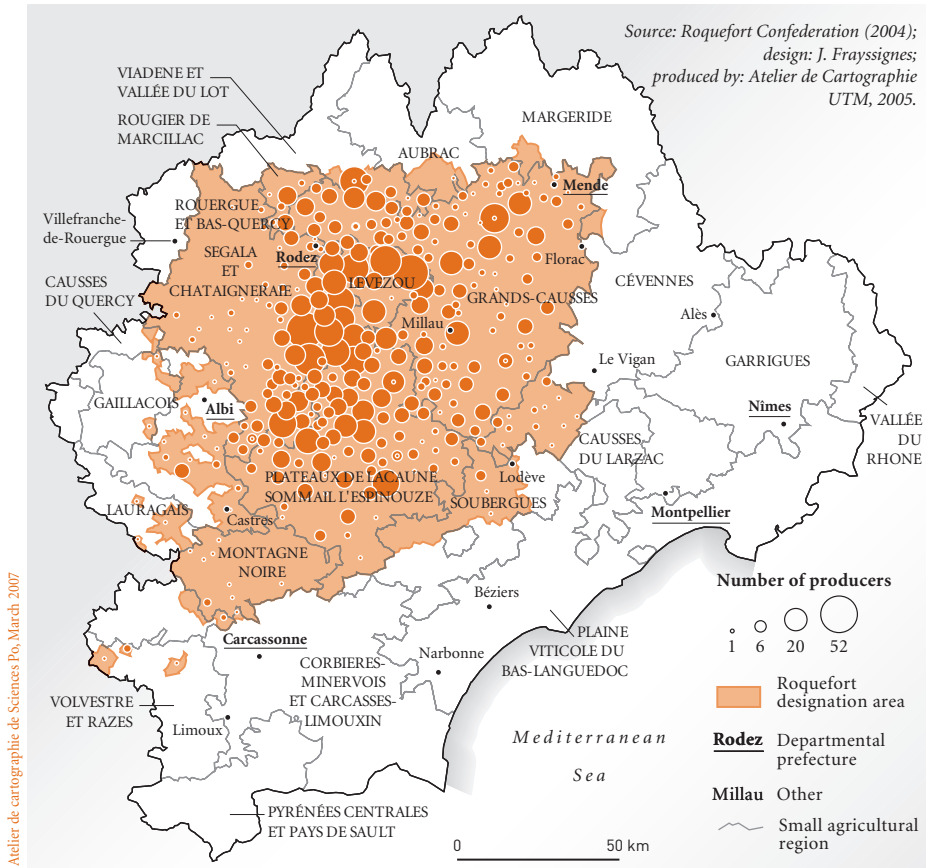 Source: Roquefort Confederation (2004);
design: J. Frayssignes;
produced by: Atelier de Cartographie
UTM, 2005.
VIADENE ET
VALLÉE DU LOT
ROUGIER DE
MARCILLAC
MARGERIDE
AUBRAC
Mende
ROUERGUE
ET BAS-QUERCY
Villefranche-
de-Rouergue
Rodez
Florac
SEGALA
ET
CHATAIGNERAIE
LEVEZOU
CÉVENNES
CAUSSES
DU QUERCY
GRANDS-CAUSSES
Millau
Alès
Le Vigan
GARRIGUES
GAILLACOIS
Albi
Nîmes
VALLÉE
DU
RHONE
CAUSSES
DU LARZAC
Lodève
PLATEAUX DE LACAUNE
SOMMAIL L'ESPINOUZE
SOUBERGUES
LAURAGAIS
Castres
Montpellier
MONTAGNE
NOIRE
Béziers
Carcassonne
PLAINE
VITICOLE DU
BAS-LANGUEDOC
Narbonne
CORBIERES-
MINERVOIS
ET CARCASSES-
LIMOUXIN
VOLVESTRE
ET RAZES
Limoux
Mediterranean
Sea
PYRÉNÉES CENTRALES
ET PAYS DE SAULT
Number of producers
1 6 20 52
Roquefort
designation area
Rodez Departmental
prefecture
Millau Other
Small agricultural
region
0 50 km
Atelier de cartographie de Sciences Po, March 2007